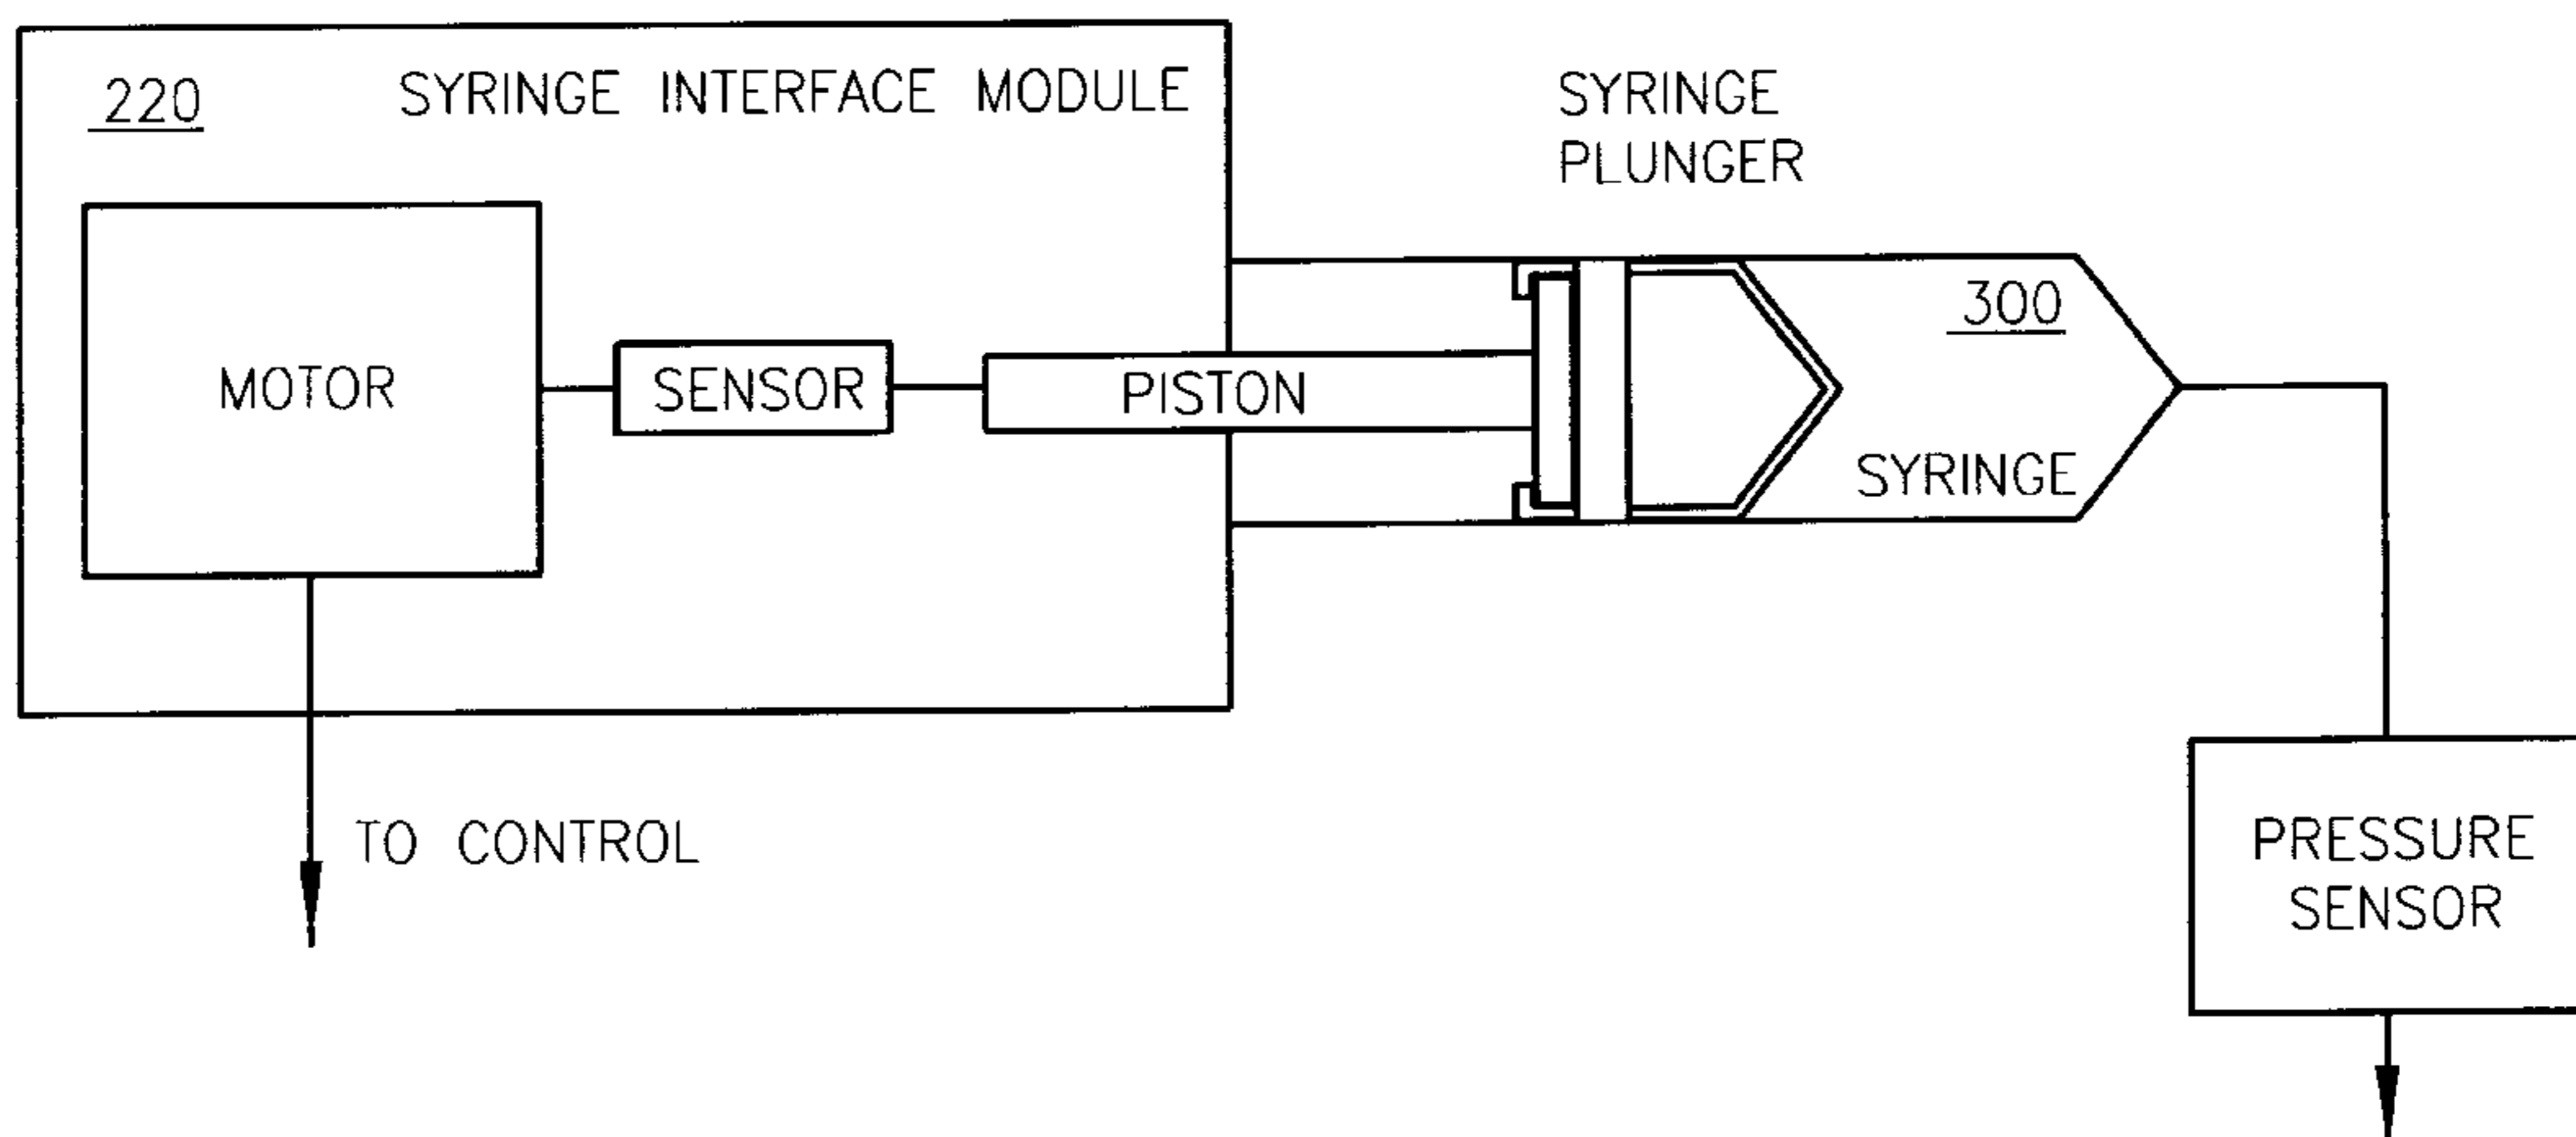 220 SYRINGE INTERFACE MODULE
SYRINGE
PLUNGER
300
MOTOR
SENSOR
PISTON
SYRINGE
TO CONTROL
PRESSURE
SENSOR